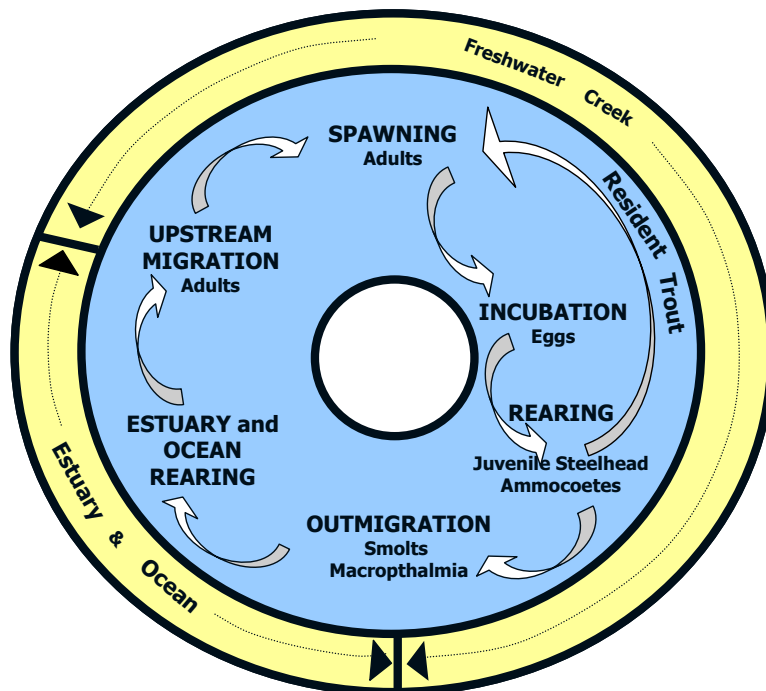 Freshwater Creek
SPAWNING
Adults
Resident Trout
UPSTREAM
MIGRATION
Adults
INCUBATION
Eggs
REARING
Juvenile Steelhead
Ammocoetes
ESTUARY and
OCEAN
REARING
OUTMIGRATION
Smolts
Macropthalmia
Estuary & Ocean